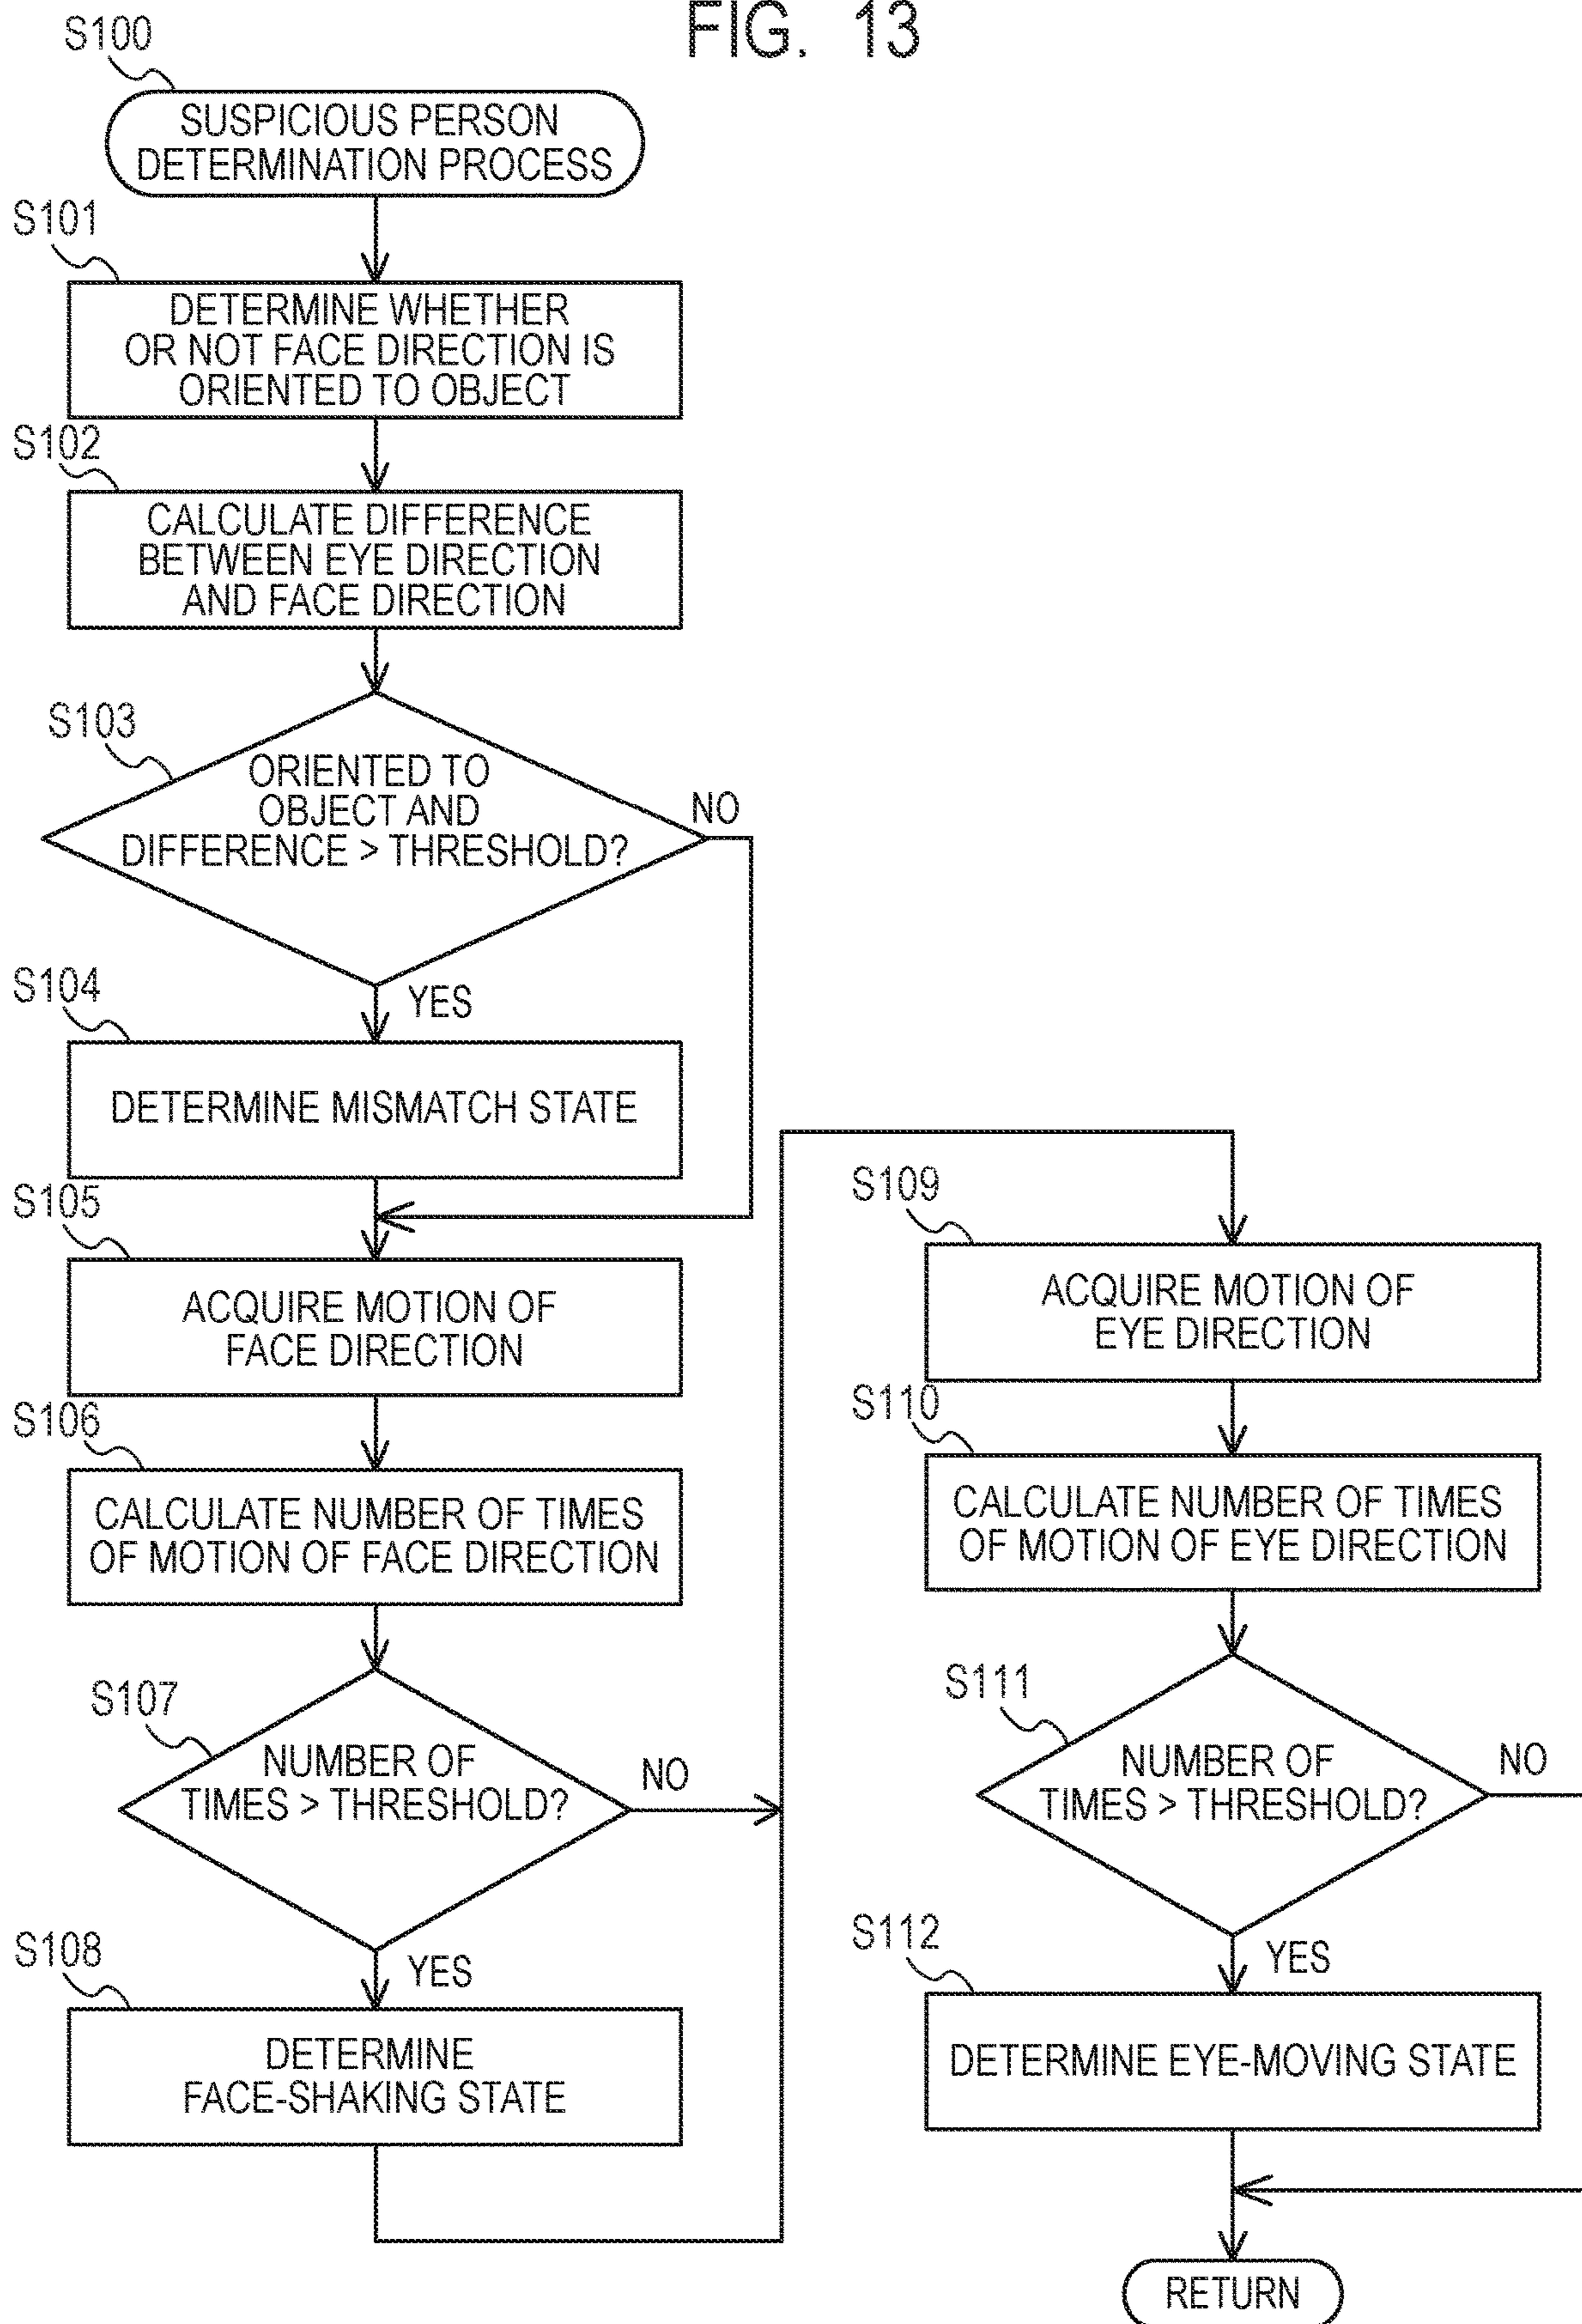 FIG. 13
S100
SUSPICIOUS PERSON
DETERMINATION PROCESS
S101
DETERMINE WHETHER
OR NOT FACE DIRECTION IS
ORIENTED TO OBJECT
S102
CALCULATE DIFFERENCE
BETWEEN EYE DIRECTION
AND FACE DIRECTION
S103
ORIENTED TO
OBJECT AND
DIFFERENCE > THRESHOLD?
NO
YES
S104
DETERMINE MISMATCH STATE
S105
ACQUIRE MOTION OF
FACE DIRECTION
S106
CALCULATE NUMBER OF TIMES
OF MOTION OF FACE DIRECTION
S107
NUMBER OF
TIMES > THRESHOLD?
NO
YES
S108
DETERMINE
FACE-SHAKING STATE
S109
ACQUIRE MOTION OF
EYE DIRECTION
S110
CALCULATE NUMBER OF TIMES
OF MOTION OF EYE DIRECTION
S111
NUMBER OF
TIMES > THRESHOLD?
NO
YES
S112
DETERMINE EYE-MOVING STATE
RETURN